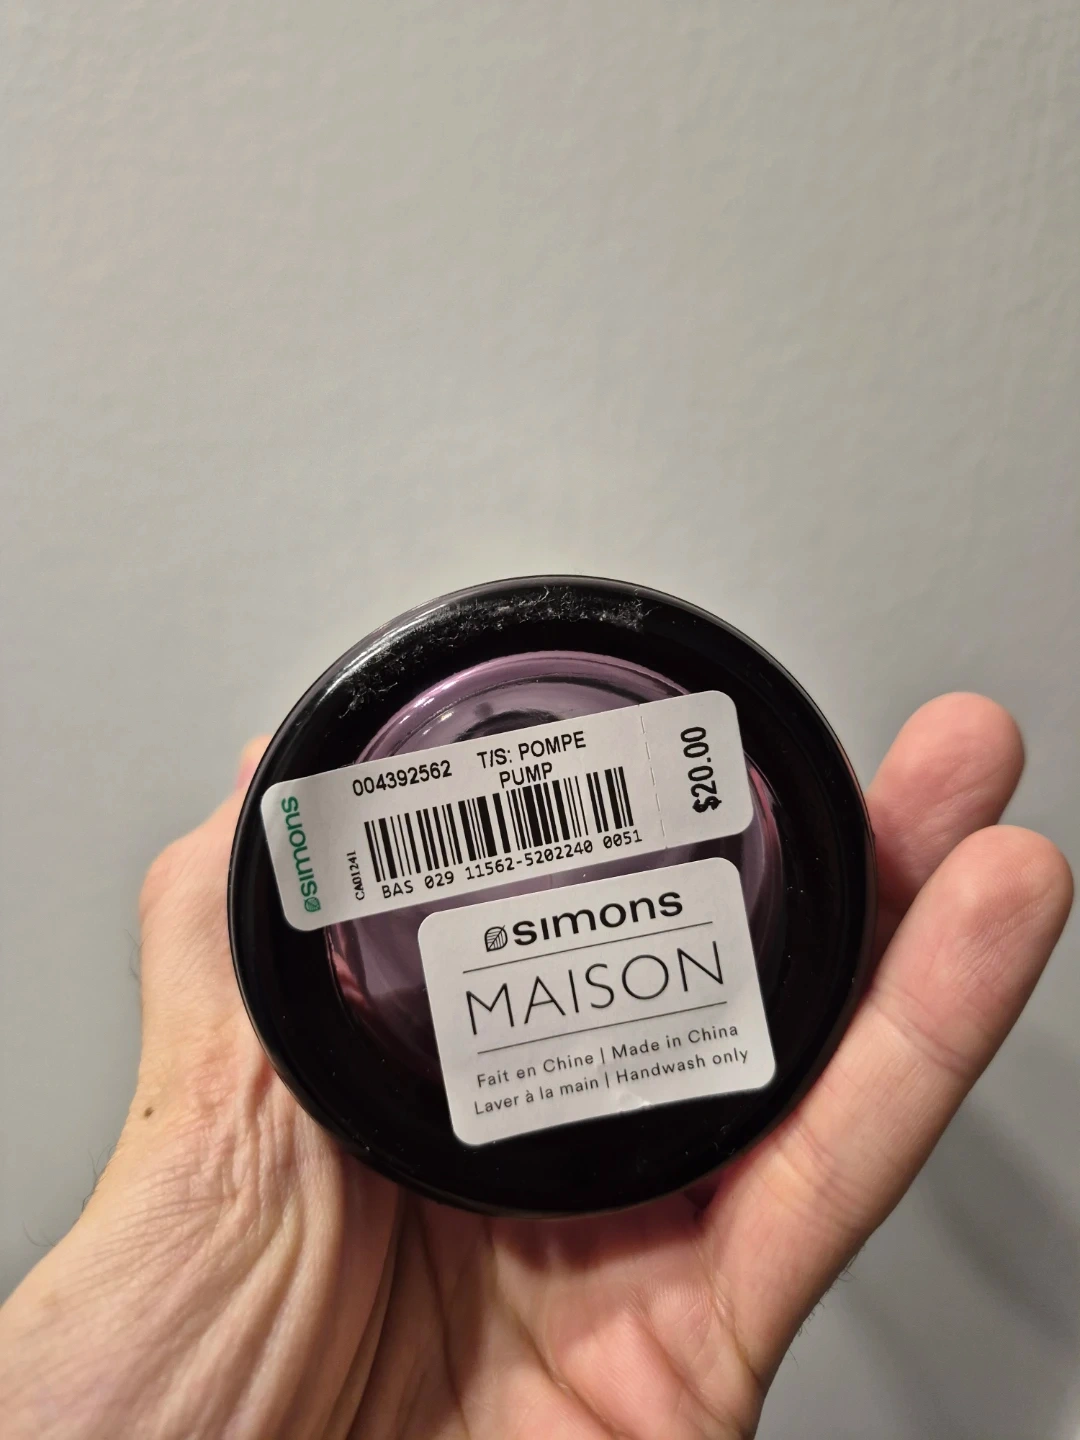 simons
CA01241
004392562
T/S: POMPE
PUMP
BAS 029 11562-5202240 0051
$20.00
simons
MAISON
Fait en Chine | Made in China
Laver à la main | Handwash only